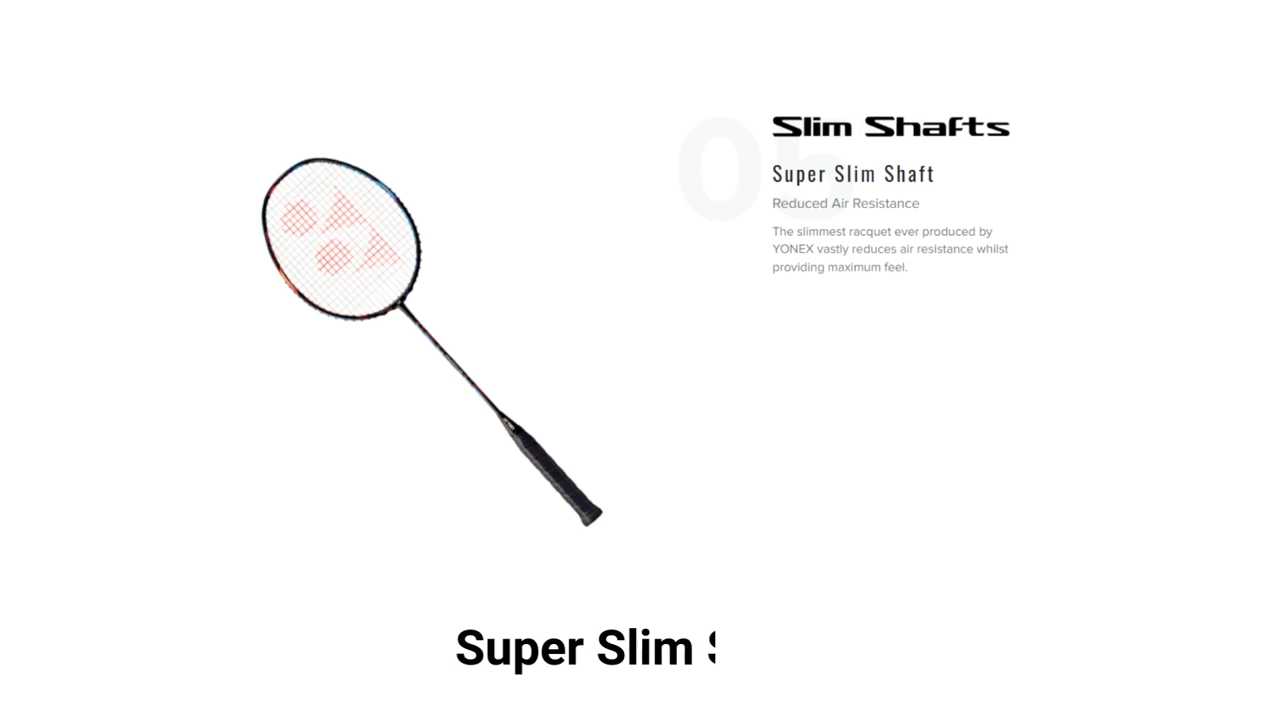 05
Slim Shafts
Super Slim Shaft
Reduced Air Resistance
The slimmest racquet ever produced by
YONEX vastly reduces air resistance whilst
providing maximum feel.
Super Slim